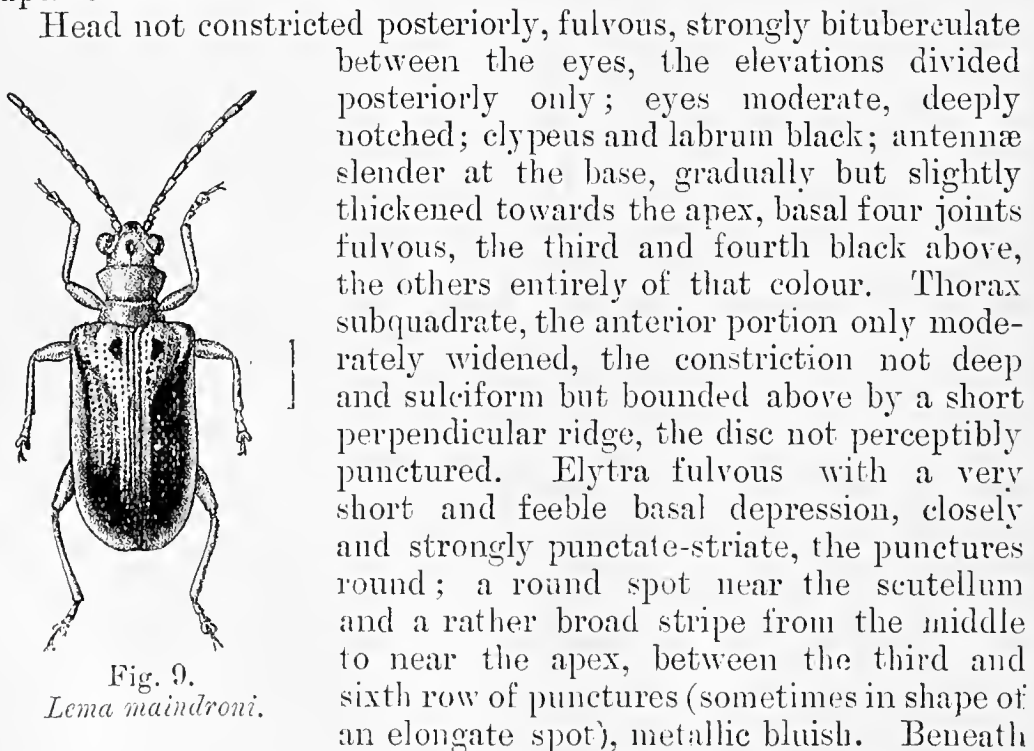 Head not constricted posteriorly, fulvous, strongly bituberculate
between the eyes, the elevations divided
posteriorly only; eyes moderate, deeply
notched; clypeus and labrum black; antennæ
slender at the base, gradually but slightly
thickened towards the apex, basal four joints
fulvous, the third and fourth black above,
the others entirely of that colour. Thorax
subquadrate, the anterior portion only mode-
rately widened, the constriction not deep
and sulciform but bounded above by a short
perpendicular ridge, the disc not perceptibly
punctured. Elytra fulvous with a very
short and feeble basal depression, closely
and strongly punctate-striate, the punctures
round; a round spot near the scutellum
and a rather broad stripe from the middle
to near the apex, between the third and
sixth row of punctures (sometimes in shape of
an elongate spot), metallic bluish. Beneath
Fig. 9.
Lema maindroni.